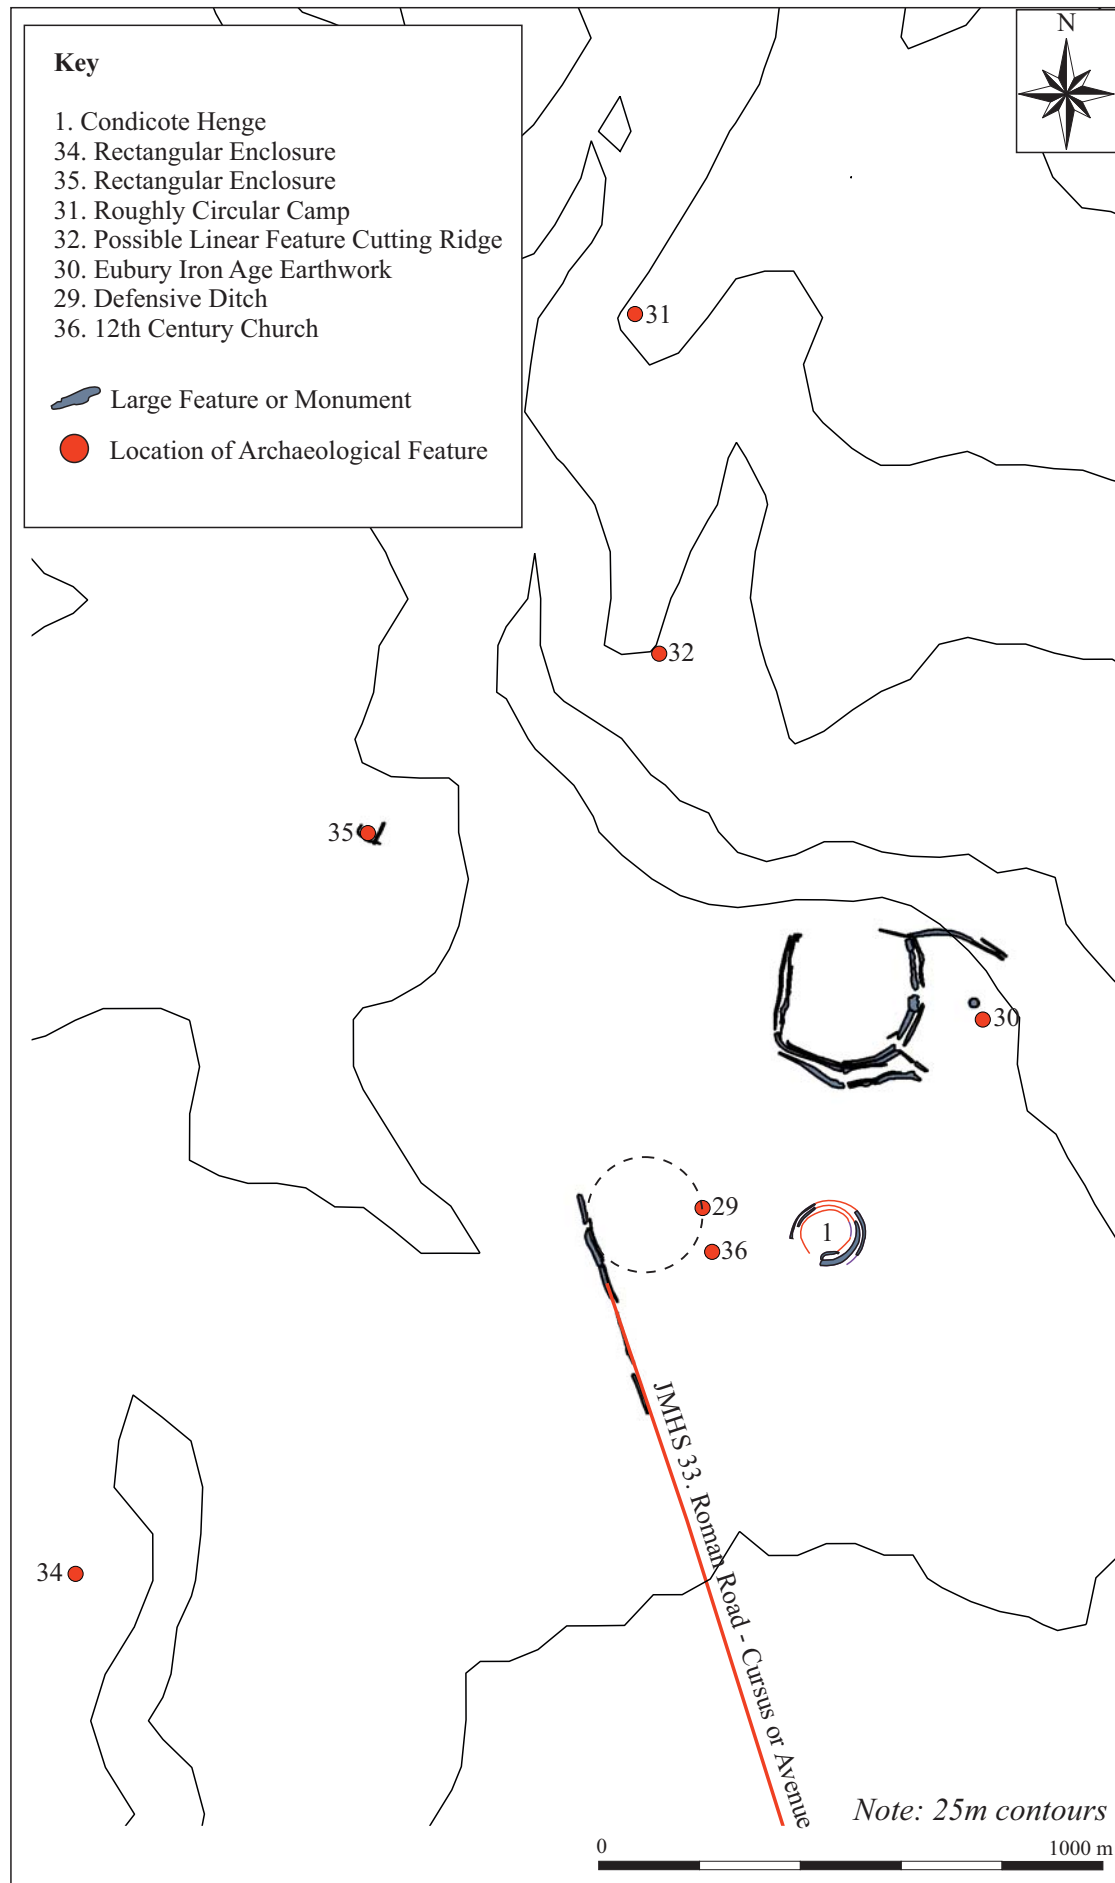 N
Key
1. Condicote Henge
34. Rectangular Enclosure
35. Rectangular Enclosure
31. Roughly Circular Camp
32. Possible Linear Feature Cutting Ridge
30. Eubury Iron Age Earthwork
29. Defensive Ditch
36. 12th Century Church
Large Feature or Monument
Location of Archaeological Feature
31
32
35
30
29
36
1
JMHS 33. Roman Road - Cursus or Avenue
34
Note: 25m contours
0 1000 m